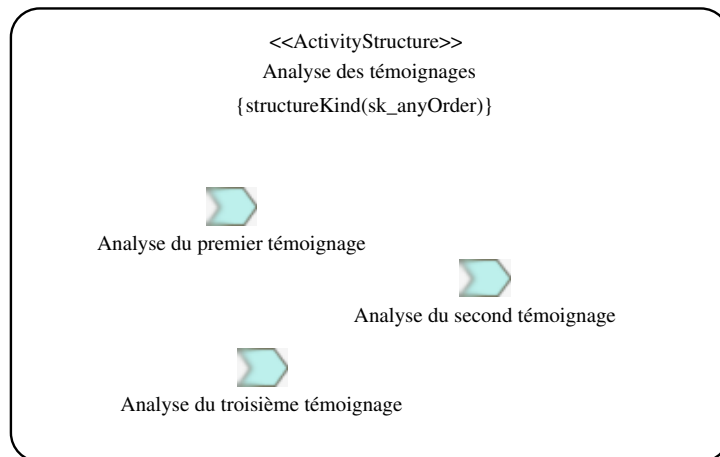 <<ActivityStructure>>
Analyse des témoignages
{structureKind(sk_anyOrder)}
Analyse du premier témoignage
Analyse du second témoignage
Analyse du troisième témoignage